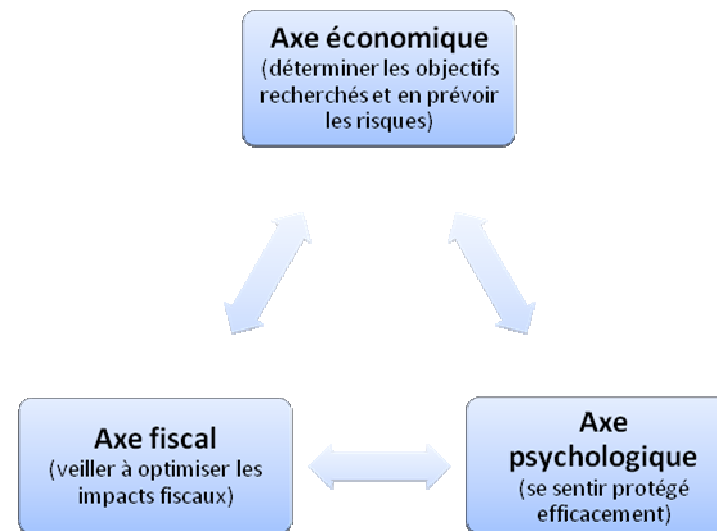 Axe économique
(déterminer les objectifs
recherchés et en prévoir
les risques)
Axe fiscal
(veiller à optimiser les
impacts fiscaux)
Axe
psychologique
(se sentir protégé
efficacement)